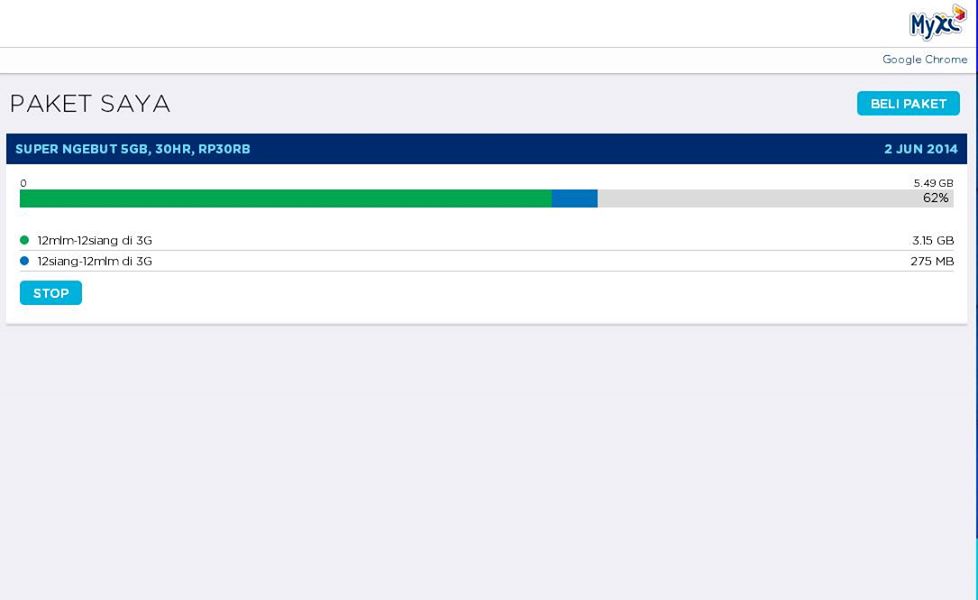 MyXL
Google Chrome
PAKET SAYA
BELI PAKET
SUPER NGEBUT 5GB, 30HR, RP30RB
2 JUN 2014
0
5.49 GB
62%
12mlm-12siang di 3G
3.15 GB
12siang-12mlm di 3G
275 MB
STOP